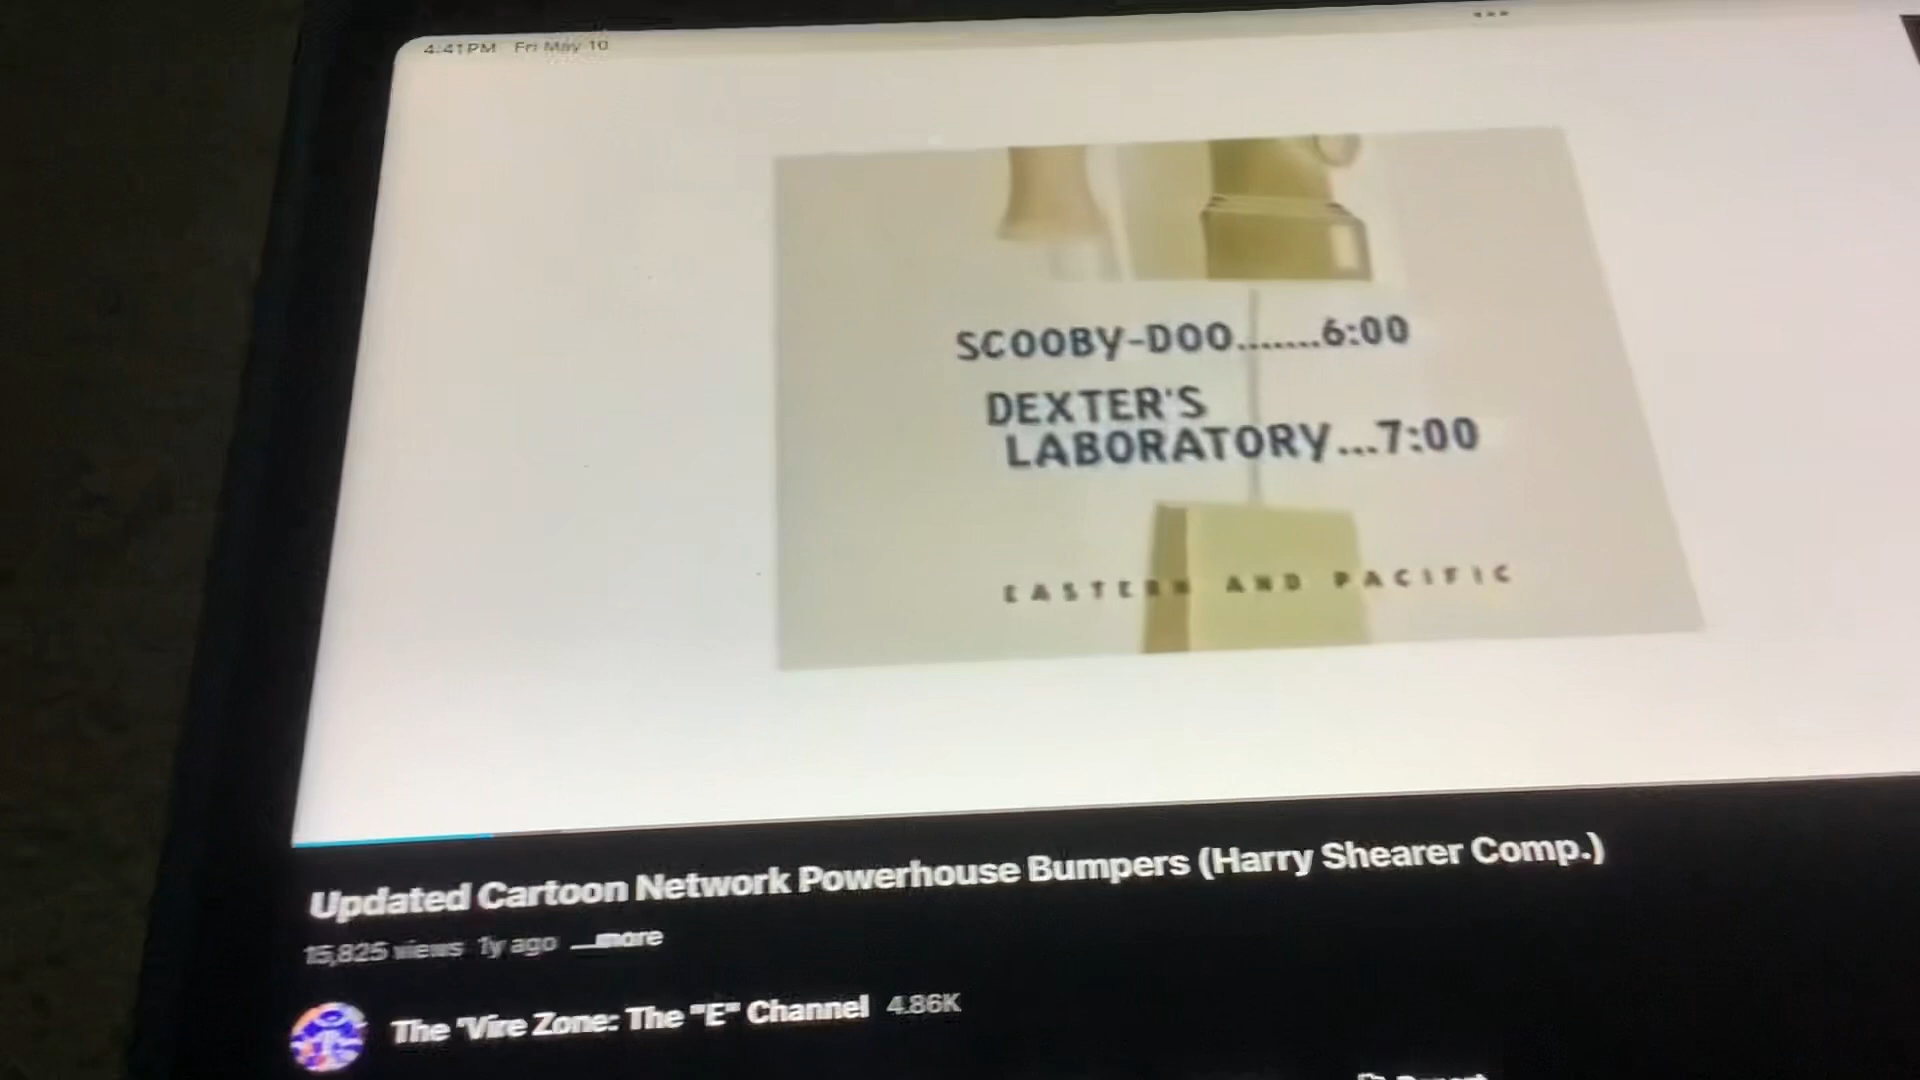 4:41 PM Fri May 10
SCOOBY-DOO.......6:00
DEXTER'S
LABORATORY...7:00
EASTERN AND PACIFIC
Updated Cartoon Network Powerhouse Bumpers (Harry Shearer Comp.)
15,825 views 1y ago ...more
The 'Vire Zone: The "E" Channel 4.86K